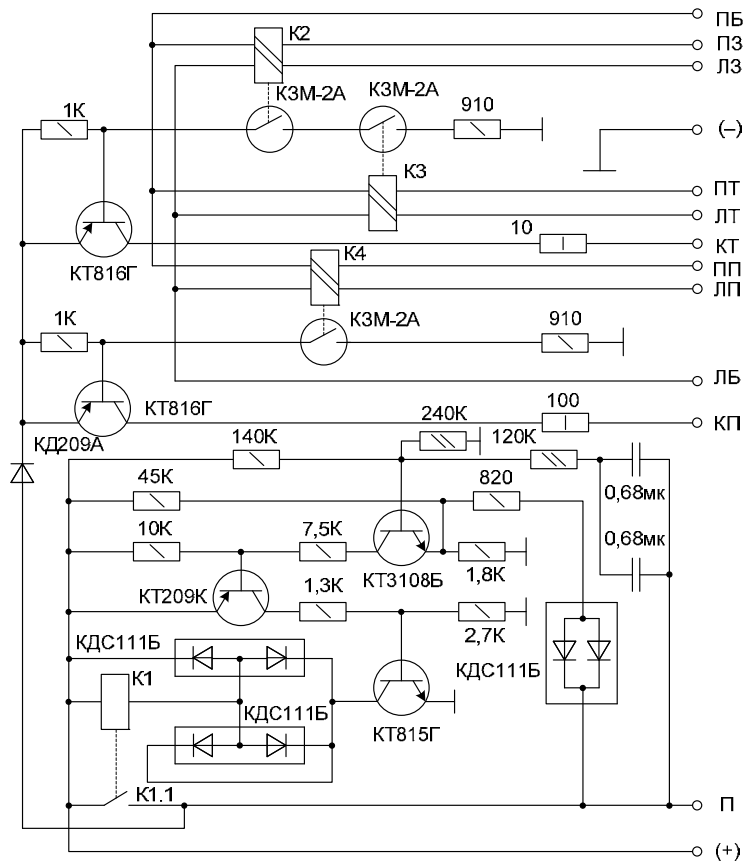 ПБ
К2
ПЗ
ЛЗ
КЗМ-2А
КЗМ-2А
910
1К
(–)
К3
ПТ
ЛТ
10
КТ
КТ816Г
К4
ПП
ЛП
1К
КЗМ-2А
910
ЛБ
КТ816Г
100
КП
КД209А
140К
240К
120К
45К
820
0,68мк
10К
7,5К
0,68мк
КТ3108Б
1,8К
КТ209К
1,3К
2,7К
КДС111Б
КДС111Б
К1
КДС111Б
КТ815Г
К1.1
П
(+)